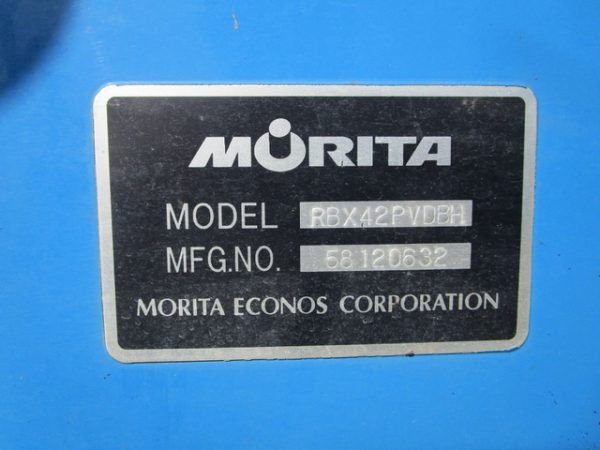 MORITA
MODEL RBX42PVDBH
MFG.NO. 58120632
MORITA ECONOS CORPORATION